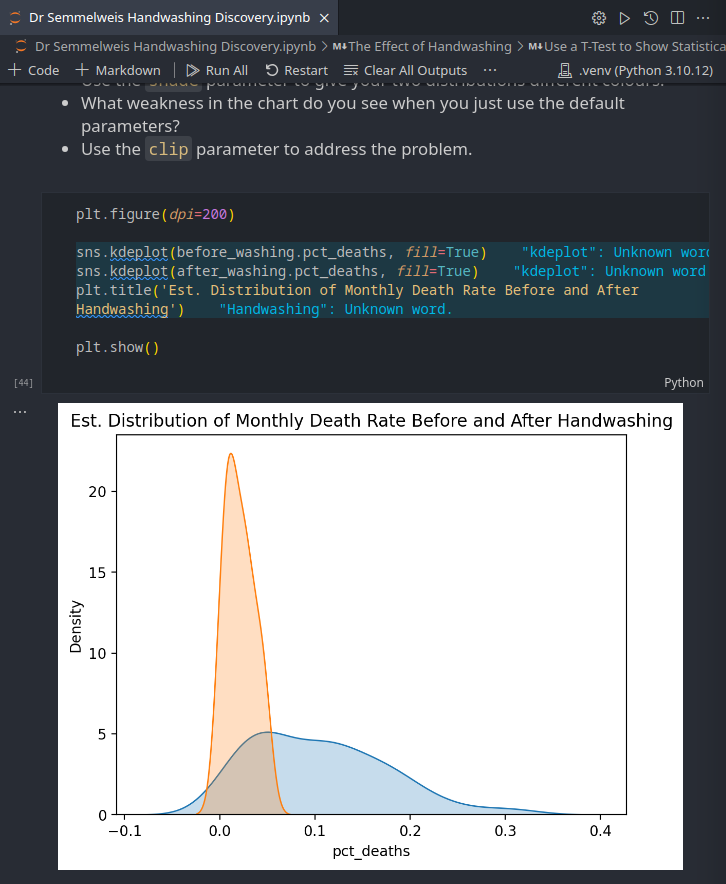 Dr Semmelweis Handwashing Discovery.ipynb ×
Dr Semmelweis Handwashing Discovery.ipynb > M↓The Effect of Handwashing > M↓Use a T-Test to Show Statistica
+ Code + Markdown | Run All Restart Clear All Outputs ··· .venv (Python 3.10.12)
Use the shade parameter to give your two distributions different colours.
• What weakness in the chart do you see when you just use the default
parameters?
• Use the clip parameter to address the problem.
plt.figure(dpi=200)
sns.kdeplot(before_washing.pct_deaths, fill=True) "kdeplot": Unknown word
sns.kdeplot(after_washing.pct_deaths, fill=True) "kdeplot": Unknown word
plt.title('Est. Distribution of Monthly Death Rate Before and After
Handwashing') "Handwashing": Unknown word.
plt.show()
[44]
Python
Est. Distribution of Monthly Death Rate Before and After Handwashing
20
15
10
5
0
Density
−0.1 0.0 0.1 0.2 0.3 0.4
pct_deaths